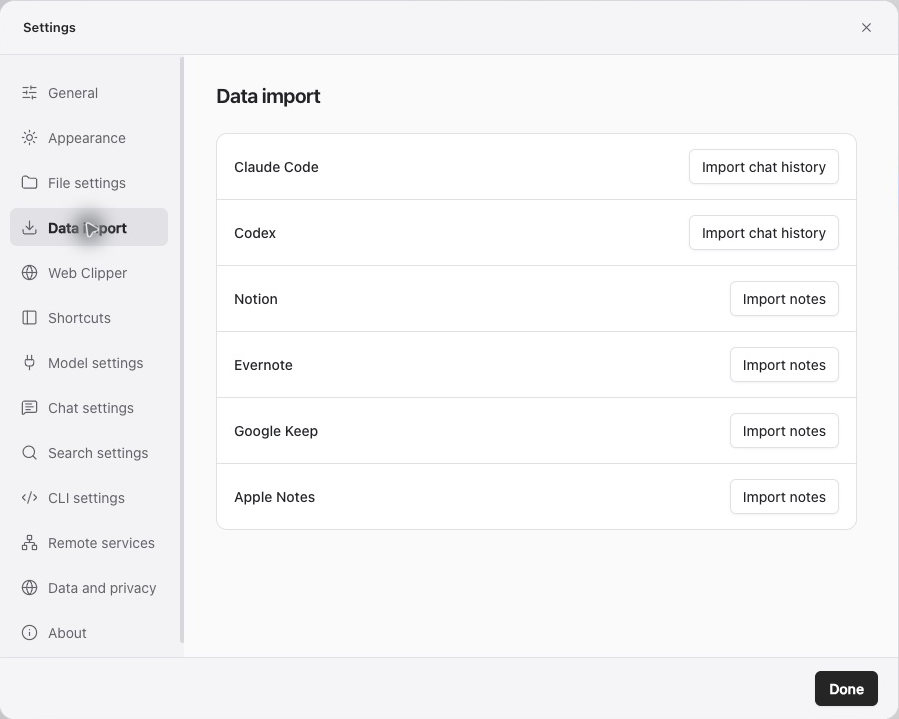 Settings
General
Appearance
File settings
Data import
Web Clipper
Shortcuts
Model settings
Chat settings
Search settings
CLI settings
Remote services
Data and privacy
About
Data import
Claude Code
Import chat history
Codex
Import chat history
Notion
Import notes
Evernote
Import notes
Google Keep
Import notes
Apple Notes
Import notes
Done